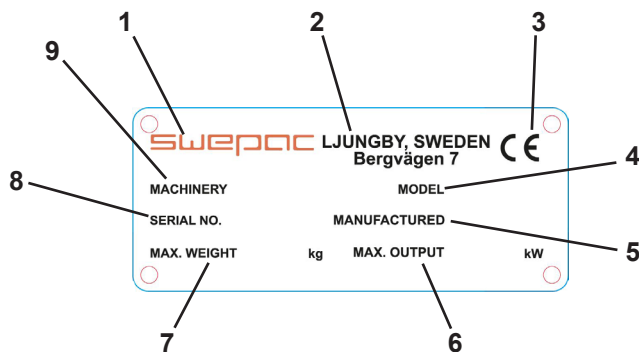 1
2
3
9
swepac LJUNGBY, SWEDEN CE
Bergvägen 7
4
8
MACHINERY MODEL
SERIAL NO. MANUFACTURED
MAX. WEIGHT kg MAX. OUTPUT kW
5
7
6